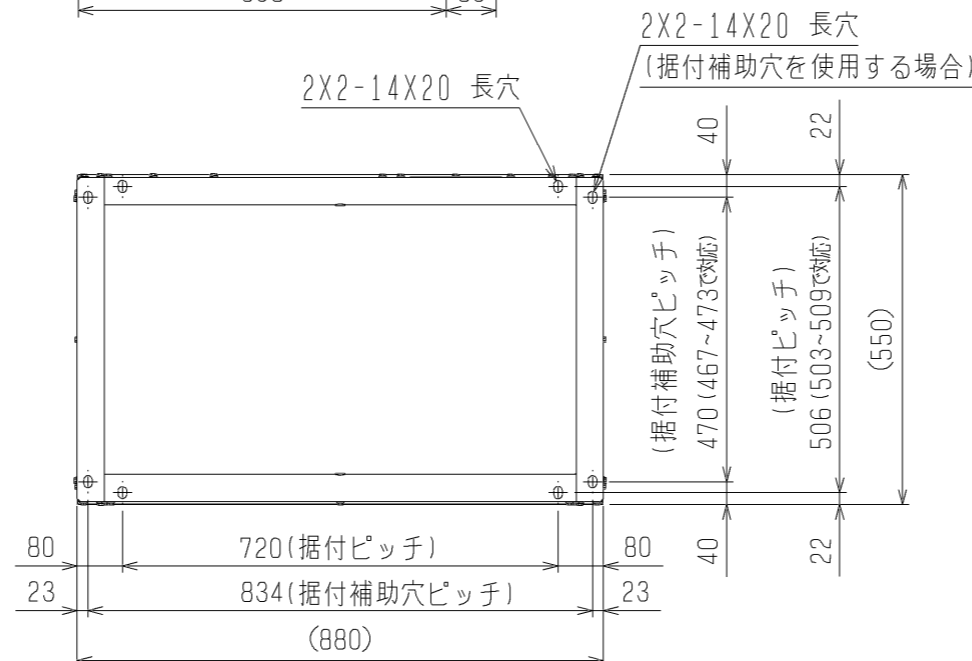 2X2-14X20 長穴
(据付補助穴を使用する場合)
2X2-14X20 長穴
40
22
(据付補助穴ピッチ)
470(467~473で対応)
(据付ピッチ)
506(503~509で対応)
(550)
80
720(据付ピッチ)
80
40
22
23
834(据付補助穴ピッチ)
23
(880)